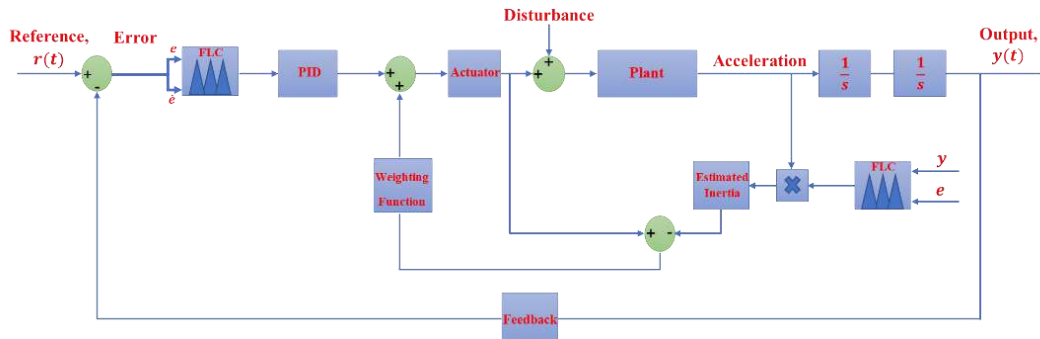 Disturbance
Reference,
r(t)
Error
Output,
y(t)
e
ė
FLC
PID
Actuator
Plant
Acceleration
1
s
1
s
+
-
+
+
+
+
Weighting
Function
Estimated
Inertia
FLC
y
e
+
-
Feedback